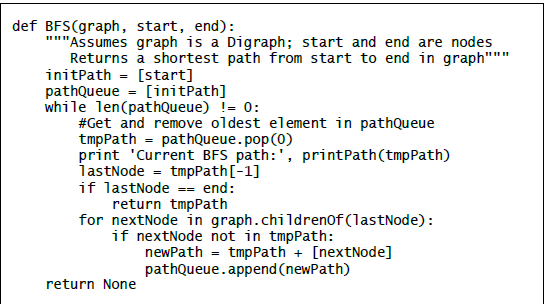 def BFS(graph, start, end):
    """Assumes graph is a Digraph; start and end are nodes
       Returns a shortest path from start to end in graph"""
    initPath = [start]
    pathQueue = [initPath]
    while len(pathQueue) != 0:
        #Get and remove oldest element in pathQueue
        tmpPath = pathQueue.pop(0)
        print 'Current BFS path:', printPath(tmpPath)
        lastNode = tmpPath[-1]
        if lastNode == end:
            return tmpPath
        for nextNode in graph.childrenOf(lastNode):
            if nextNode not in tmpPath:
                newPath = tmpPath + [nextNode]
                pathQueue.append(newPath)
    return None